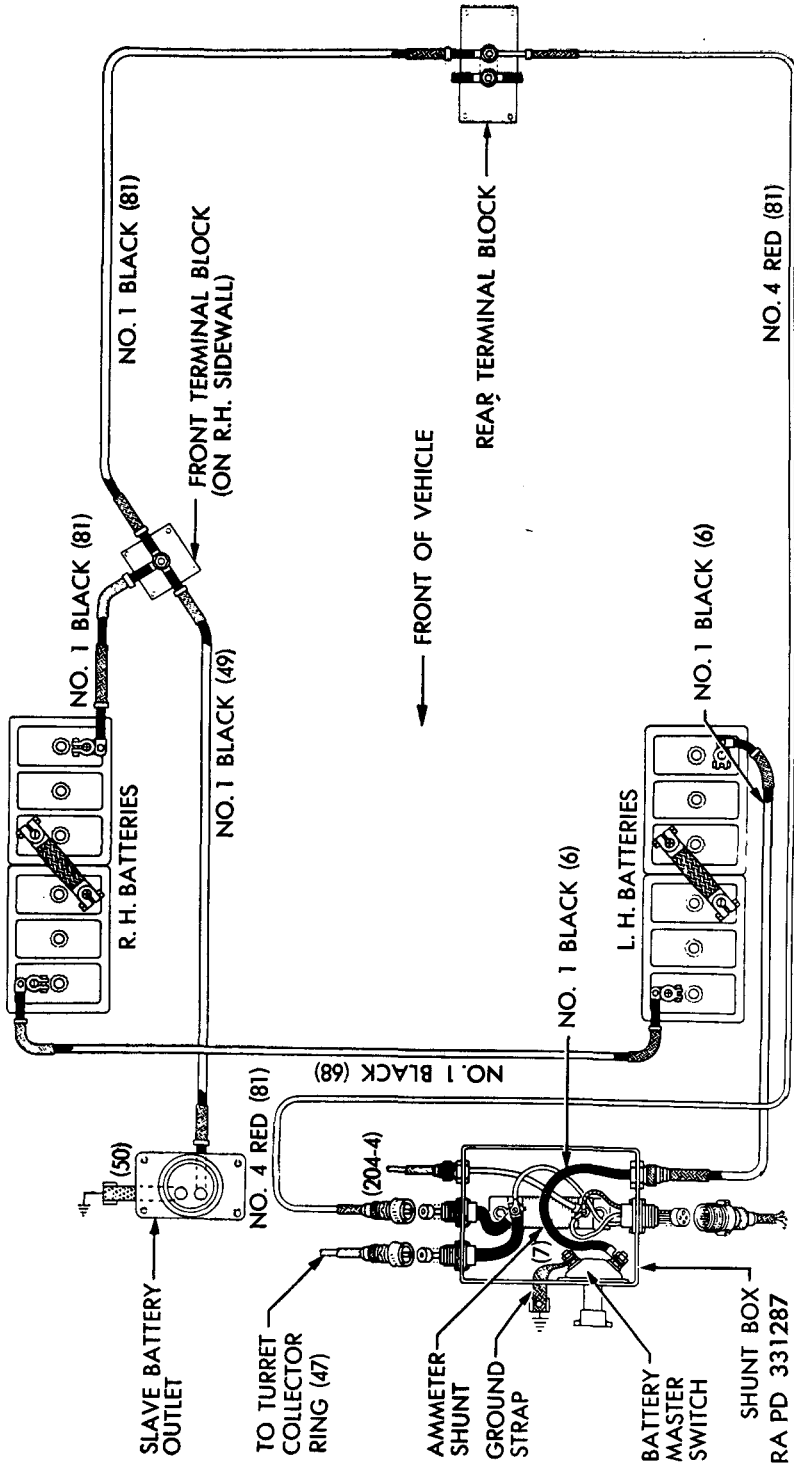 SLAVE BATTERY
OUTLET
(50)
TO TURRET
COLLECTOR
RING (47)
NO. 4 RED (81)
(204-4)
AMMETER
SHUNT
GROUND
STRAP
(7)
BATTERY
MASTER
SWITCH
SHUNT BOX
RA PD 331287
NO. 1 BLACK (68)
NO. 1 BLACK (6)
R. H. BATTERIES
L. H. BATTERIES
NO. 1 BLACK (49)
NO. 1 BLACK (81)
FRONT TERMINAL BLOCK
(ON R.H. SIDEWALL)
NO. 1 BLACK (81)
FRONT OF VEHICLE
NO. 1 BLACK (6)
REAR TERMINAL BLOCK
NO. 4 RED (81)